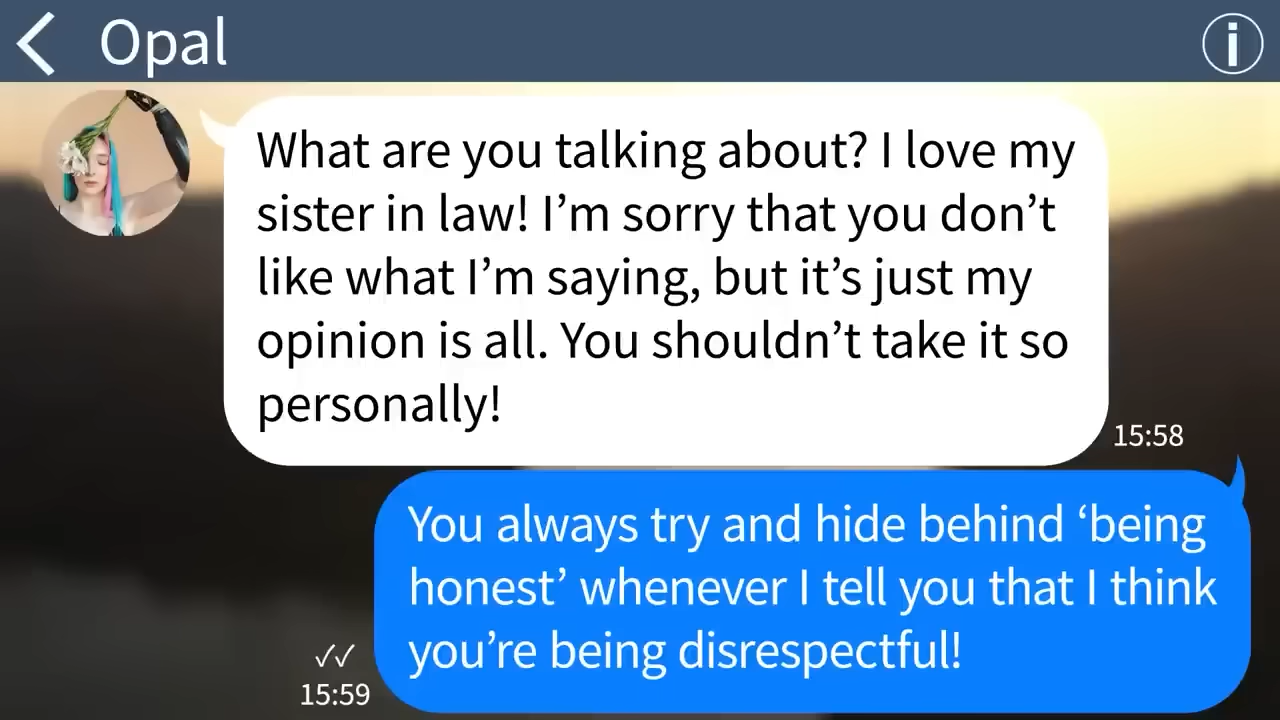 Opal
What are you talking about? I love my
sister in law! I’m sorry that you don’t
like what I’m saying, but it’s just my
opinion is all. You shouldn’t take it so
personally!
15:58
You always try and hide behind ‘being
honest’ whenever I tell you that I think
you’re being disrespectful!
15:59